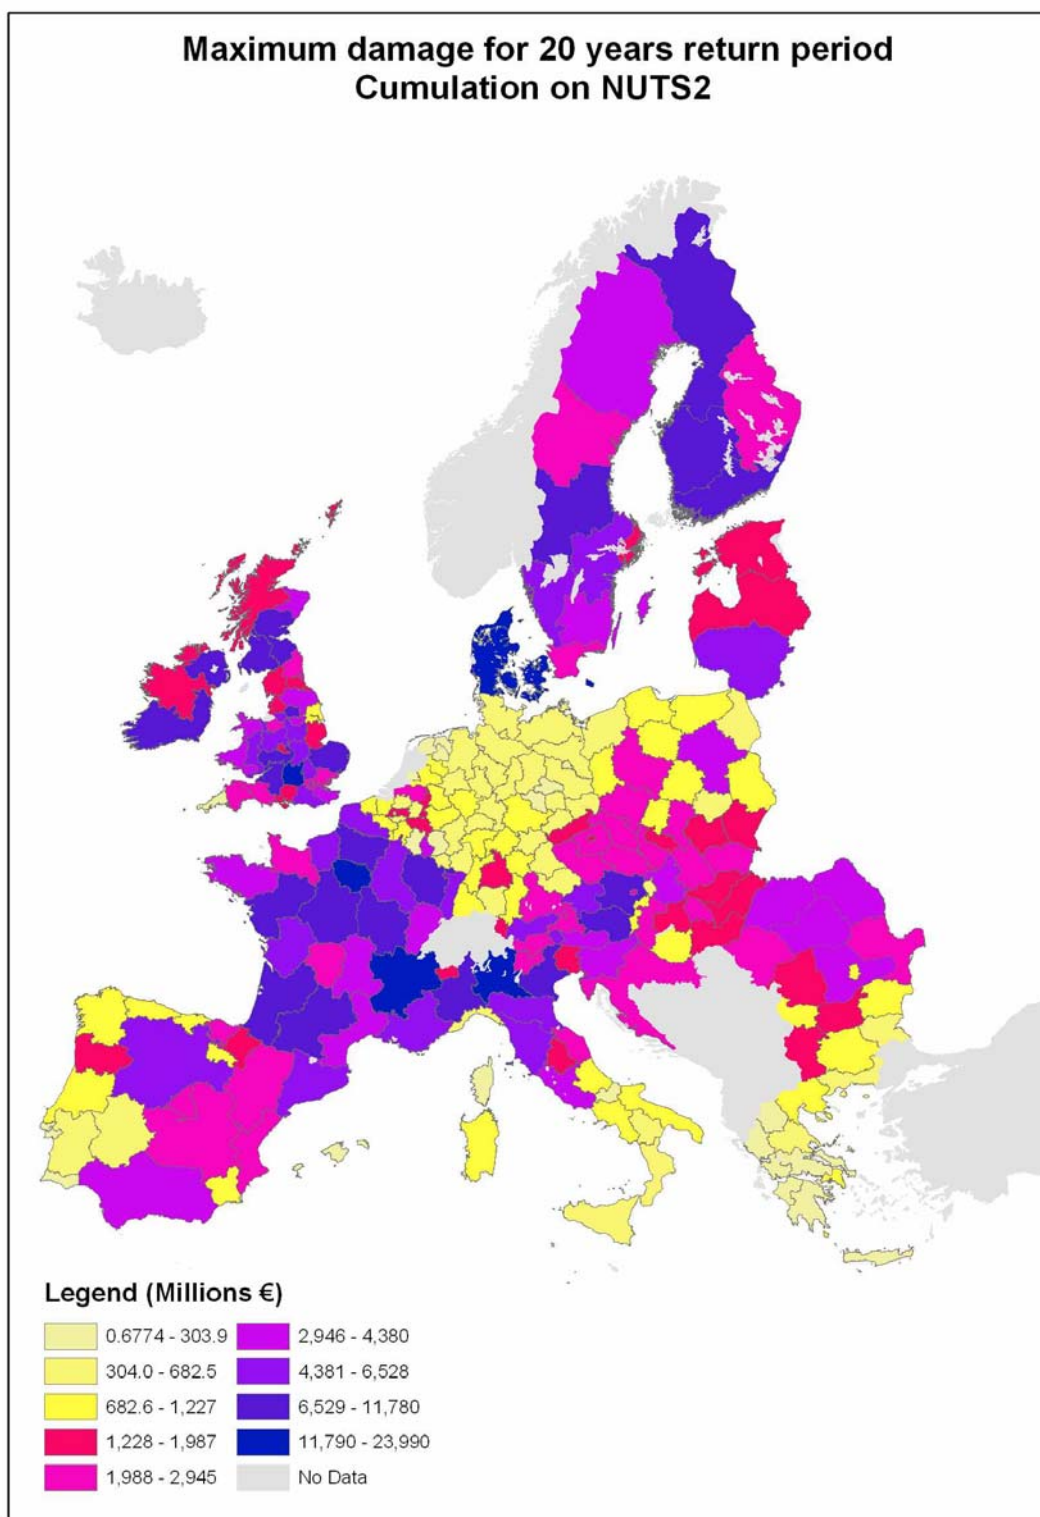 Maximum damage for 20 years return period
Cumulation on NUTS2
Legend (Millions €)
0.6774 - 303.9
304.0 - 682.5
682.6 - 1,227
1,228 - 1,987
1,988 - 2,945
2,946 - 4,380
4,381 - 6,528
6,529 - 11,780
11,790 - 23,990
No Data